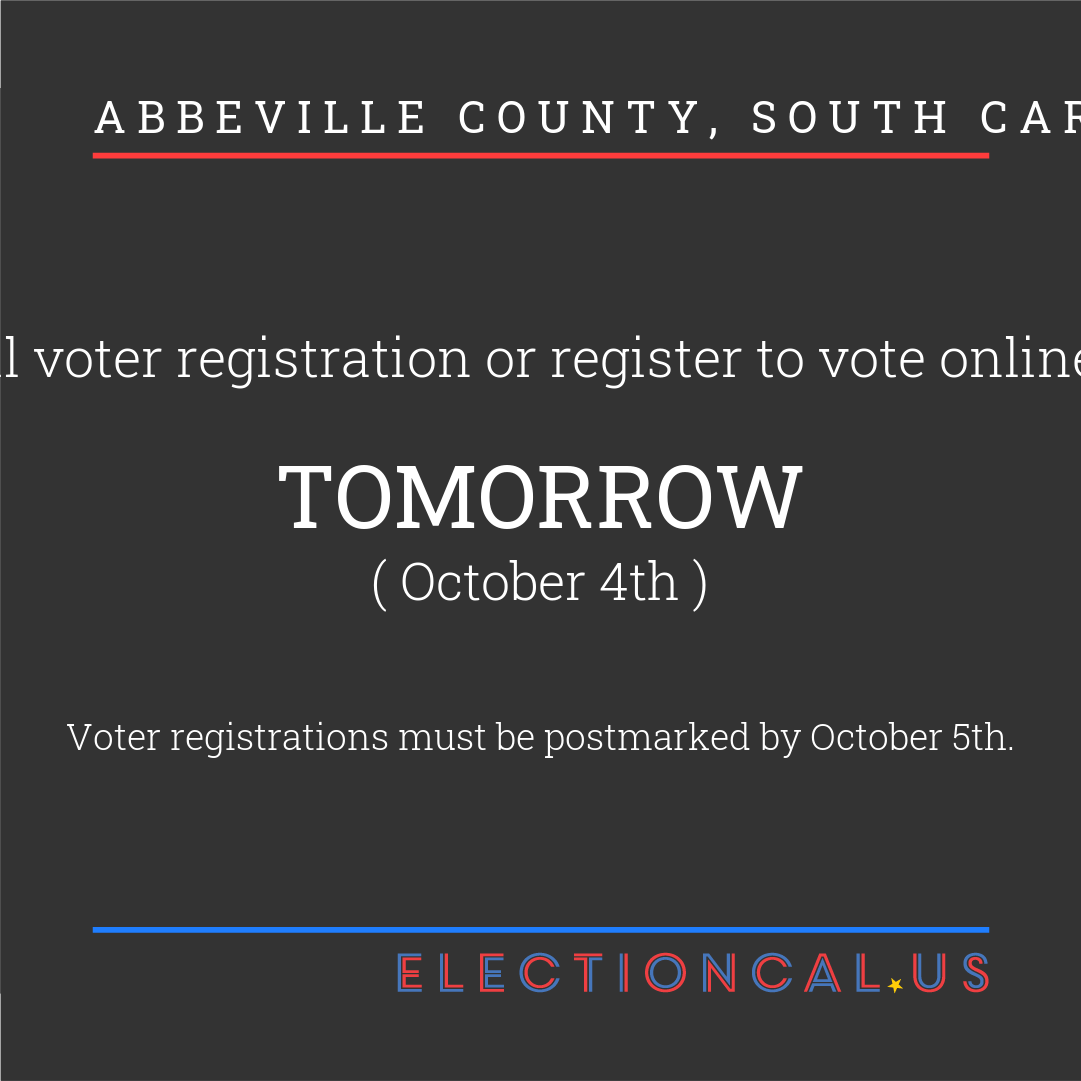 ABBEVILLE COUNTY, SOUTH CAR
l voter registration or register to vote online
TOMORROW
( October 4th )
Voter registrations must be postmarked by October 5th.
ELECTIONCAL.US